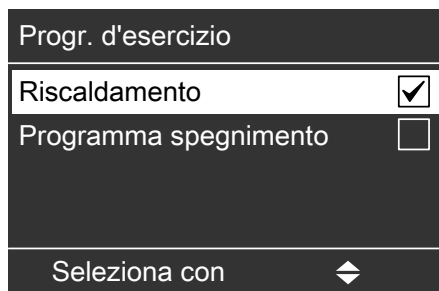 Progr. d'esercizio
Riscaldamento
Programma spegnimento
Seleziona con